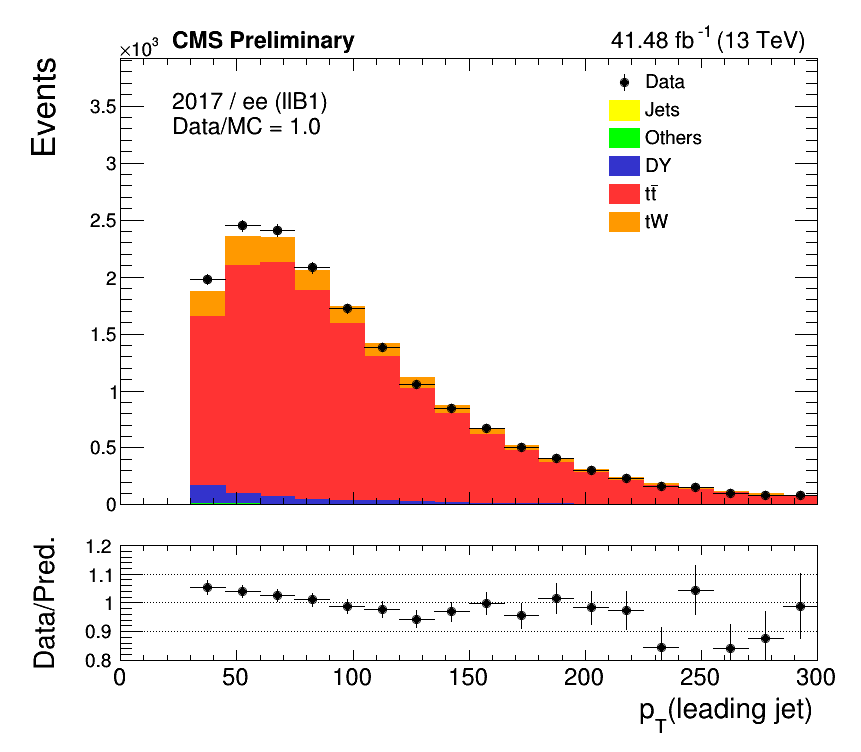 ×10³ CMS Preliminary 41.48 fb⁻¹ (13 TeV)
Events
2017 / ee (llB1)
Data/MC = 1.0
Data
Jets
Others
DY
tt̄
tW
3.5
3
2.5
2
1.5
1
0.5
0
Data/Pred.
1.2
1.1
1
0.9
0.8
0 50 100 150 200 250 300
p_T(leading jet)